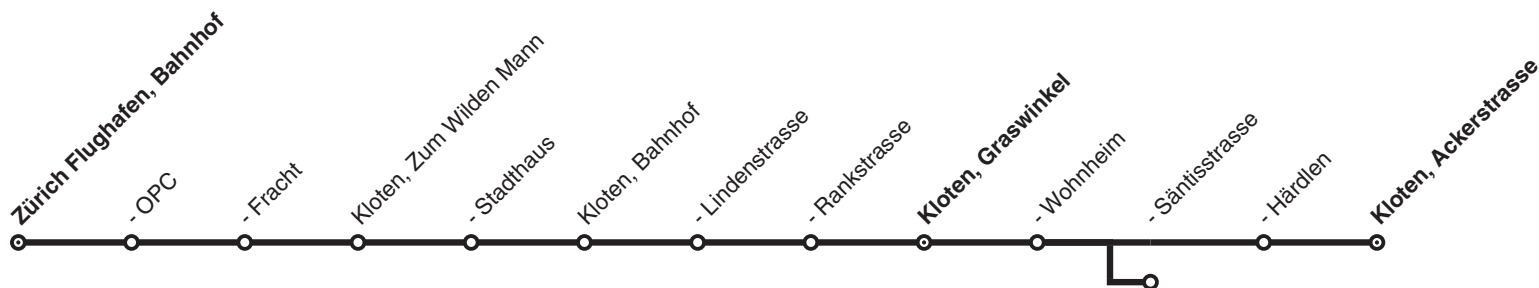 Zürich Flughafen, Bahnhof
- OPC
- Fracht
Kloten, Zum Wilden Mann
- Stadthaus
Kloten, Bahnhof
- Lindenstrasse
- Rankstrasse
Kloten, Graswinkel
- Wohnheim
- Säntisstrasse
- Härdlen
Kloten, Ackerstrasse